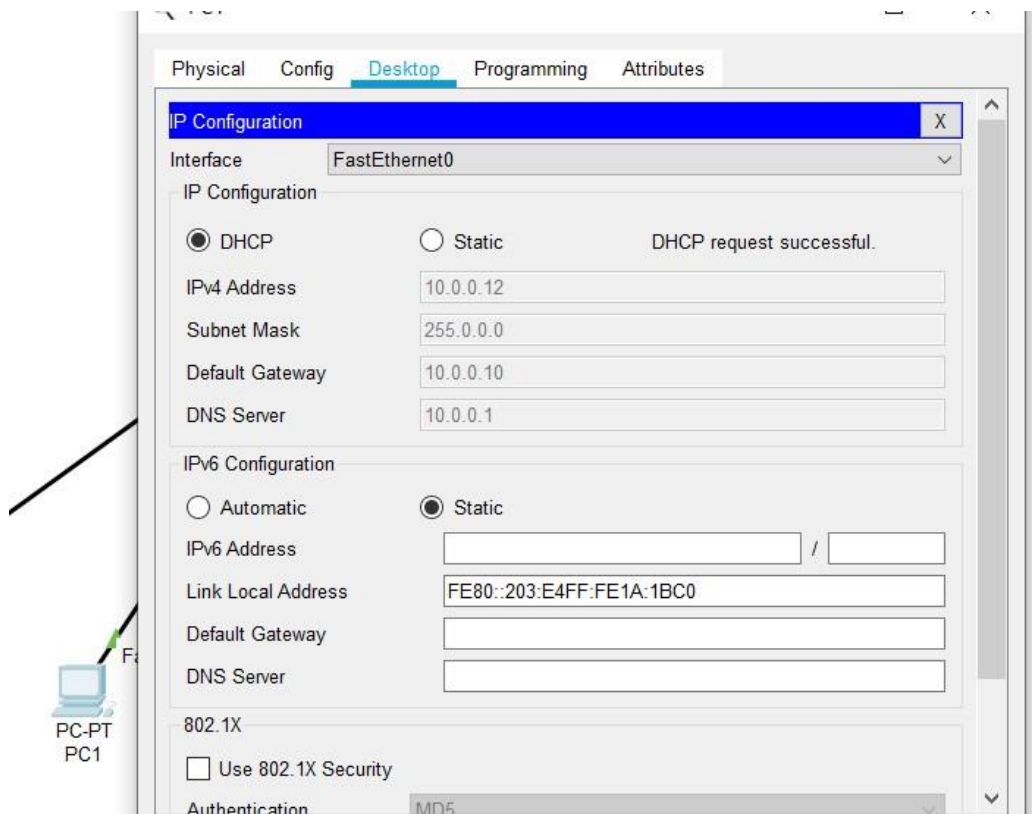 Physical Config Desktop Programming Attributes
IP Configuration X
Interface FastEthernet0
IP Configuration
DHCP Static DHCP request successful.
IPv4 Address 10.0.0.12
Subnet Mask 255.0.0.0
Default Gateway 10.0.0.10
DNS Server 10.0.0.1
IPv6 Configuration
Automatic Static
IPv6 Address /
Link Local Address FE80::203:E4FF:FE1A:1BC0
Default Gateway
DNS Server
802.1X
Use 802.1X Security
Authentication MD5
Fa
PC-PT
PC1